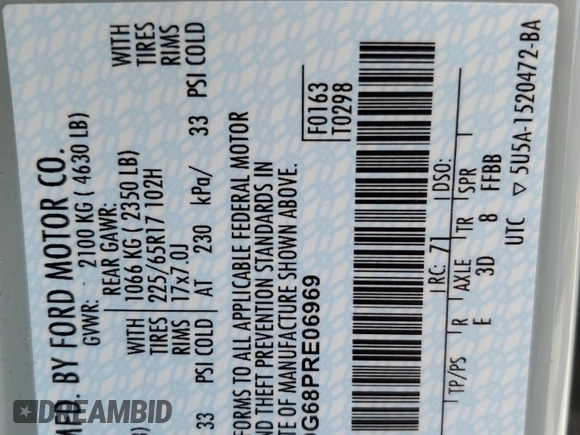 MFD. BY FORD MOTOR CO.
GVWR: 2100 KG ( 4630 LB)
REAR GAWR:
WITH 1066 KG ( 2350 LB) WITH
TIRES 225/65R17 102H TIRES
RIMS 17x7.0J RIMS
33 PSI COLD AT 230 kPa/ 33 PSI COLD
FORMS TO ALL APPLICABLE FEDERAL MOTOR
ND THEFT PREVENTION STANDARDS IN
TE OF MANUFACTURE SHOWN ABOVE.
F0163
T0298
G68PRE06969
RC: 71 DSO:
TP/PS R AXLE TR SPR
E 3D 8 FFBB
UTC ▽ 5U5A-1520472-BA
DREAMBID